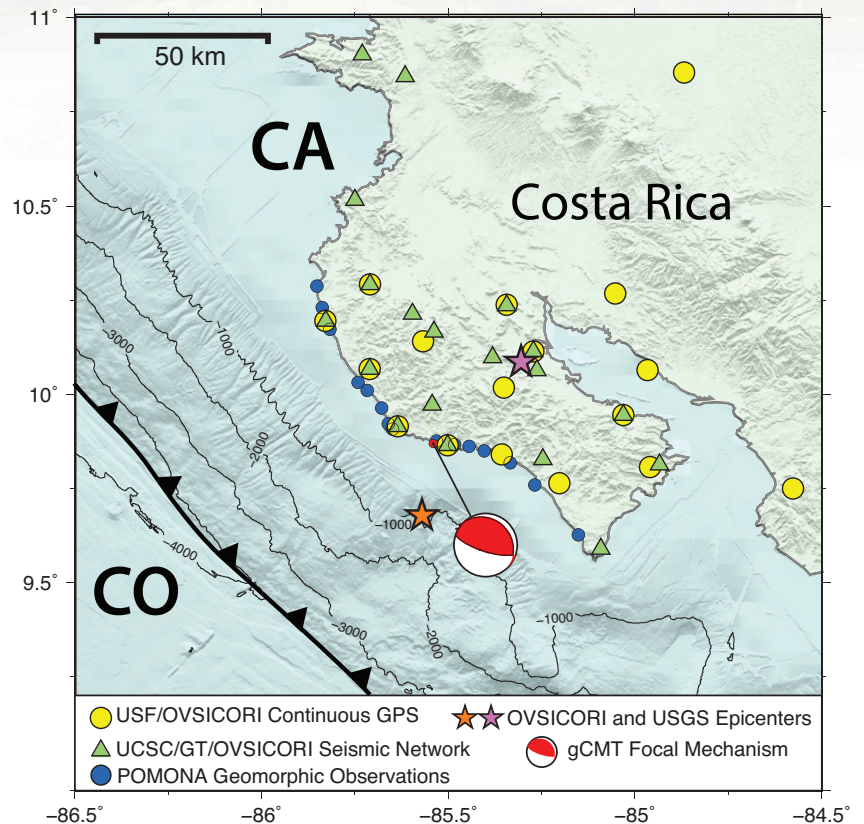 11°
50 km
CA
10.5°
Costa Rica
−1000
−3000
10°
−2000
−1000
−4000
9.5°
CO
−1000
−3000
−2000
USF/OVSICORI Continuous GPS
OVSICORI and USGS Epicenters
UCSC/GT/OVSICORI Seismic Network
gCMT Focal Mechanism
POMONA Geomorphic Observations
−86.5˚
−86˚
−85.5˚
−85˚
−84.5˚